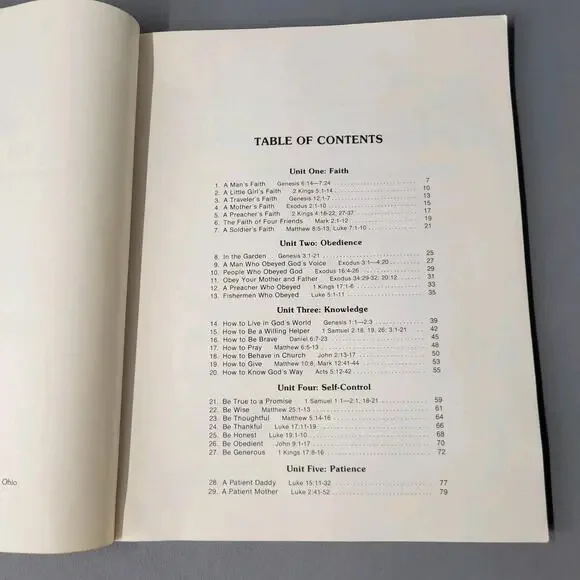 Ohio
TABLE OF CONTENTS
Unit One: Faith
1. A Man's Faith Genesis 6:14—7:24 7
2. A Little Girl's Faith 2 Kings 5:1-14 10
3. A Traveler's Faith Genesis 12:1-7 13
4. A Mother's Faith Exodus 2:1-10 15
5. A Preacher's Faith 2 Kings 4:18-22, 27-37 17
6. The Faith of Four Friends Mark 2:1-12 19
7. A Soldier's Faith Matthew 8:5-13; Luke 7:1-10 21
Unit Two: Obedience
8. In the Garden Genesis 3:1-21 25
9. A Man Who Obeyed God's Voice Exodus 3:1—4:20 27
10. People Who Obeyed God Exodus 16:4-26 29
11. Obey Your Mother and Father Exodus 34:29-32; 20:12 31
12. A Preacher Who Obeyed 1 Kings 17:1-6 33
13. Fishermen Who Obeyed Luke 5:1-11 35
Unit Three: Knowledge
14. How to Live in God's World Genesis 1:1—2:3 39
15. How to Be a Willing Helper 1 Samuel 2:18, 19, 26; 3:1-21 42
16. How to Be Brave Daniel 6:7-23 45
17. How to Pray Matthew 6:5-13 48
18. How to Behave in Church John 2:13-17 50
19. How to Give Matthew 10:8, Mark 12:41-44 53
20. How to Know God's Way Acts 5:12-42 55
Unit Four: Self-Control
21. Be True to a Promise 1 Samuel 1:1—2:1, 18-21 59
22. Be Wise Matthew 25:1-13 61
23. Be Thoughtful Matthew 5:14-16 64
24. Be Thankful Luke 17:11-19 66
25. Be Honest Luke 19:1-10 68
26. Be Obedient John 9:1-17 70
27. Be Generous 1 Kings 17:8-16 72
Unit Five: Patience
28. A Patient Daddy Luke 15:11-32 77
29. A Patient Mother Luke 2:41-52 79